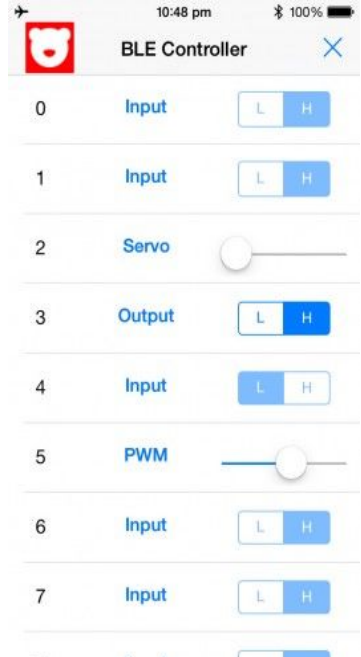 10:48 pm 100%
BLE Controller
0 Input L H
1 Input L H
2 Servo
3 Output L H
4 Input L H
5 PWM
6 Input L H
7 Input L H